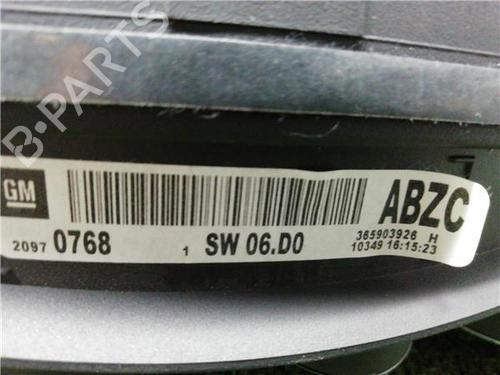 B-PARTS
GM
ABZC
2097 0768
1 SW 06.D0
365903926 H
10349 16:15:23